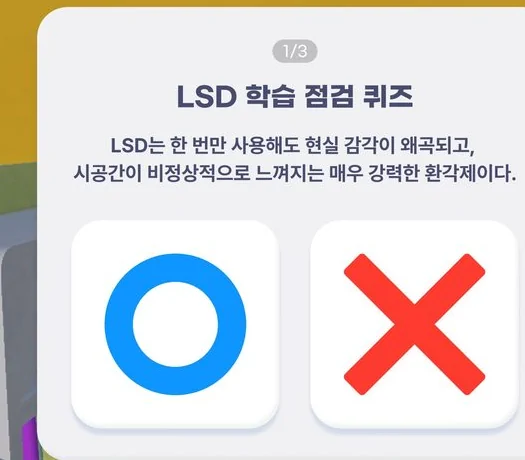 1/3
LSD 학습 점검 퀴즈
LSD는 한 번만 사용해도 현실 감각이 왜곡되고,
시공간이 비정상적으로 느껴지는 매우 강력한 환각제이다.